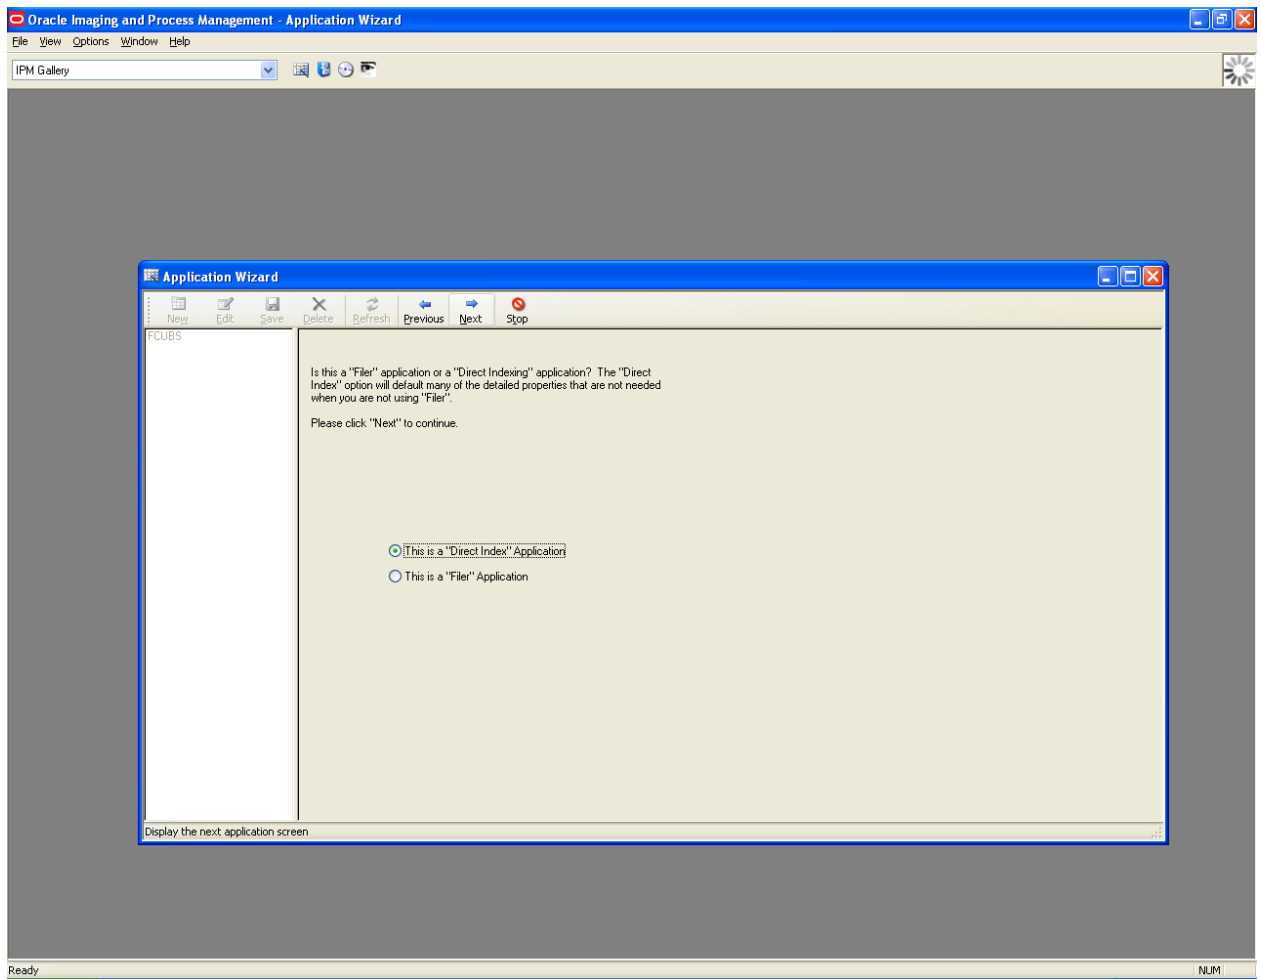 Oracle Imaging and Process Management - Application Wizard
File View Options Window Help
IPM Gallery
Application Wizard
New Edit Save Delete Refresh Previous Next Stop
FCUBS
Is this a "Filer" application or a "Direct Indexing" application? The "Direct
Index" option will default many of the detailed properties that are not needed
when you are not using "Filer".
Please click "Next" to continue.
This is a "Direct Index" Application
This is a "Filer" Application
Display the next application screen
Ready NUM